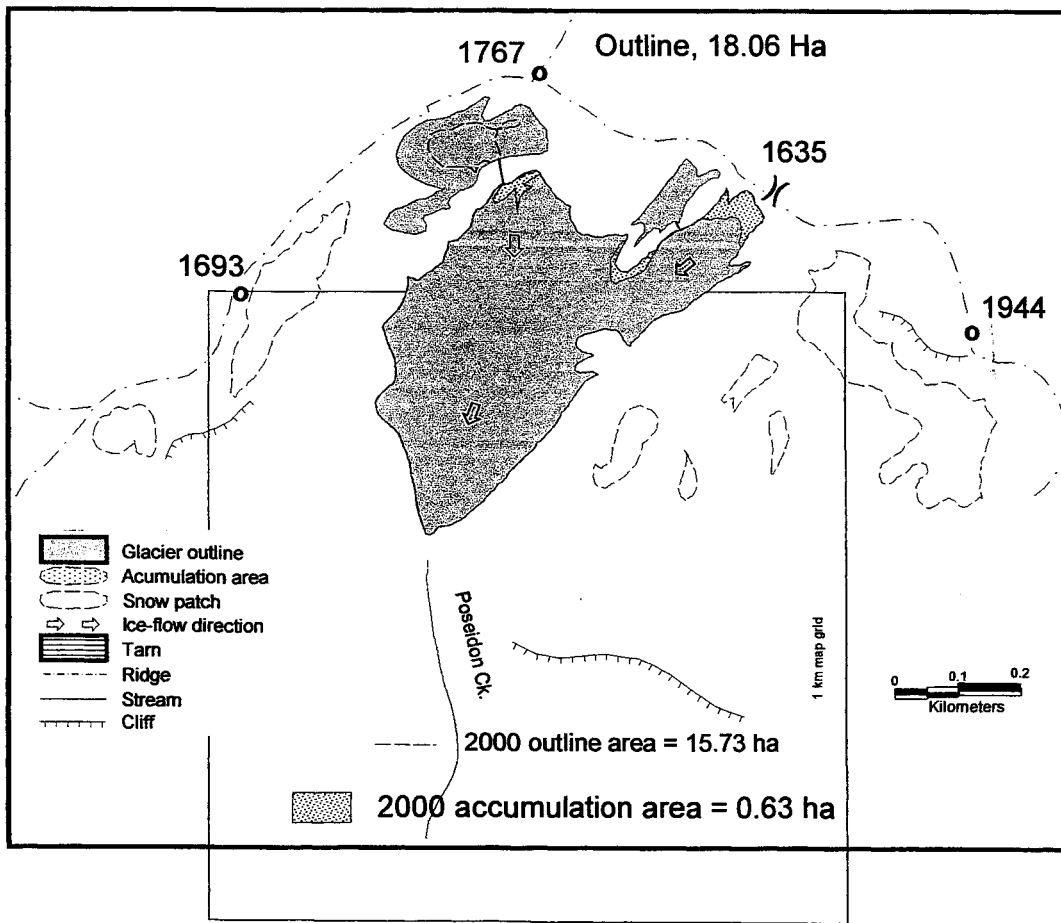 1767
Outline, 18.06 Ha
1635
1693
1944
Glacier outline
Acumulation area
Snow patch
Ice-flow direction
Tarn
Ridge
Stream
Cliff
Poseidon Ck.
1 km map grid
0 0.1 0.2
Kilometers
2000 outline area = 15.73 ha
2000 accumulation area = 0.63 ha